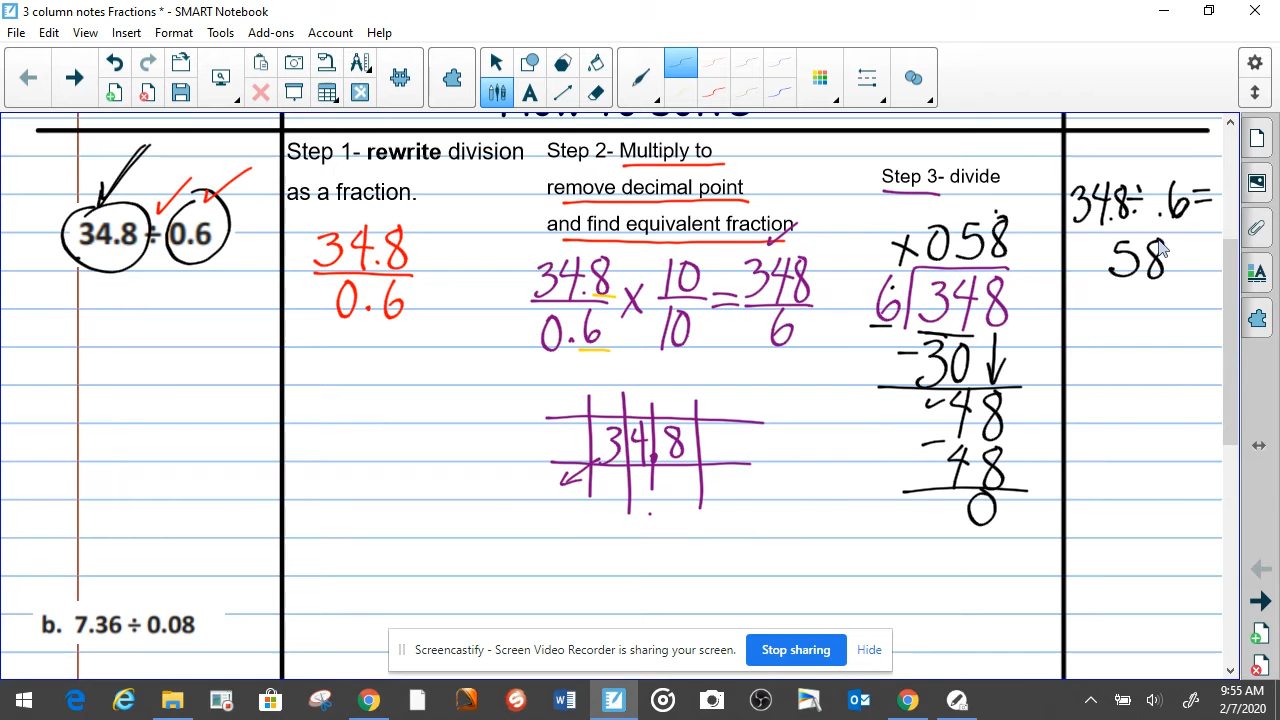 3 column notes Fractions * - SMART Notebook
File Edit View Insert Format Tools Add-ons Account Help
Step 1- rewrite division
as a fraction.
34.8
0.6
Step 2- Multiply to
remove decimal point
and find equivalent fraction
34.8 × 10 = 348
0.6 10 6
34.8
Step 3- divide
× 058
6 348
- 30
48
- 48
0
34.8 ÷ .6 =
58
34.8 ÷ 0.6
b. 7.36 ÷ 0.08
Screencastify - Screen Video Recorder is sharing your screen. Stop sharing Hide
9:55 AM
2/7/2020